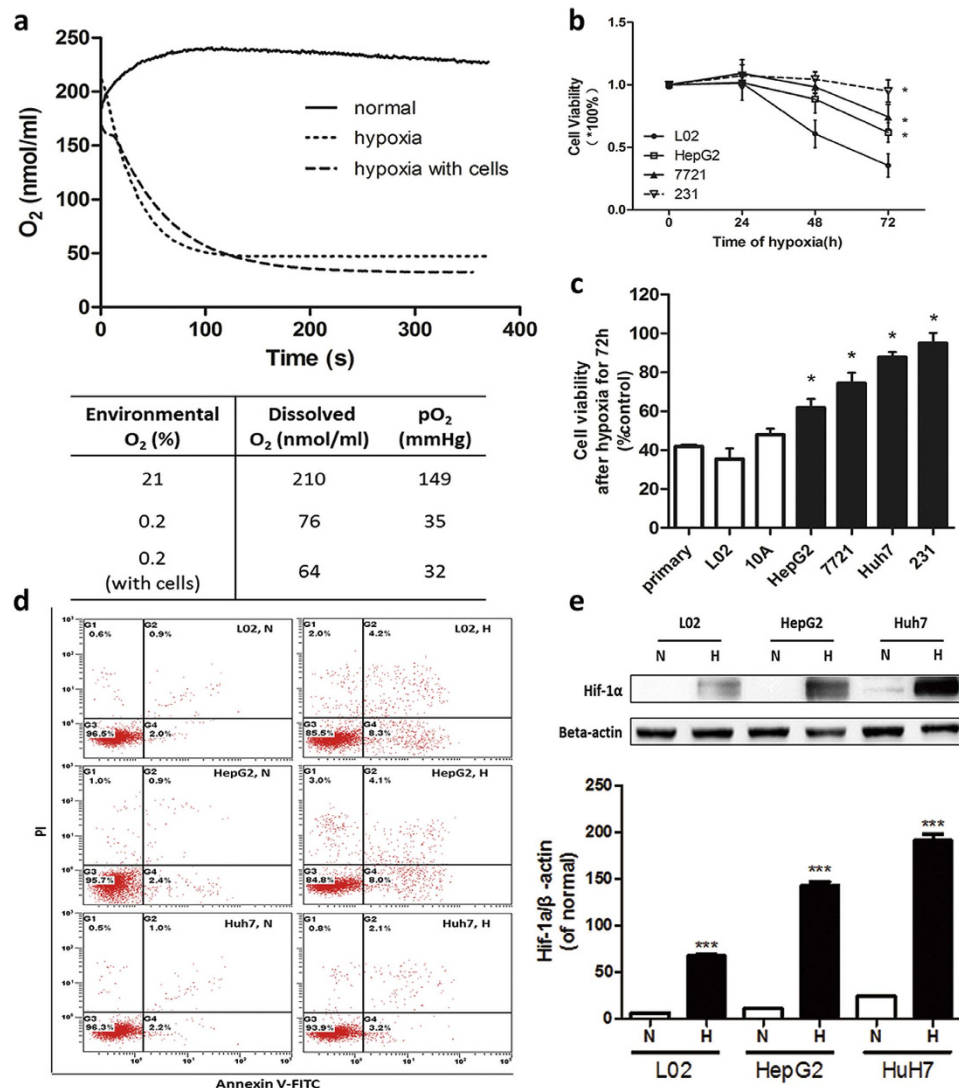 a
250
200
150
100
50
0
O₂ (nmol/ml)
normal
hypoxia
hypoxia with cells
0 100 200 300 400
Time (s)
Environmental O₂ (%) Dissolved O₂ (nmol/ml) pO₂ (mmHg)
21 210 149
0.2 76 35
0.2 (with cells) 64 32
b
1.5
1.0
0.5
0.0
Cell Viability
(*100%)
L02
HepG2
7721
231
*
*
*
0 24 48 72
Time of hypoxia(h)
c
120
100
80
60
40
20
0
Cell viability
after hypoxia for 72h
(%control)
* * * *
primary L02 10A HepG2 7721 Huh7 231
d
PI
G1 0.6% G2 0.9% L02, N
G3 96.5% G4 2.0%
G1 2.0% G2 4.2% L02, H
G3 85.5% G4 8.3%
G1 1.0% G2 0.9% HepG2, N
G3 95.7% G4 2.4%
G1 3.0% G2 4.1% HepG2, H
G3 84.8% G4 8.0%
G1 0.5% G2 1.0% Huh7, N
G3 96.3% G4 2.2%
G1 0.8% G2 2.1% Huh7, H
G3 93.9% G4 3.2%
Annexin V-FITC
e
L02 HepG2 Huh7
N H N H N H
Hif-1α
Beta-actin
250
200
150
100
50
0
Hif-1a/β -actin
(of normal)
*** *** ***
N H N H N H
L02 HepG2 HuH7